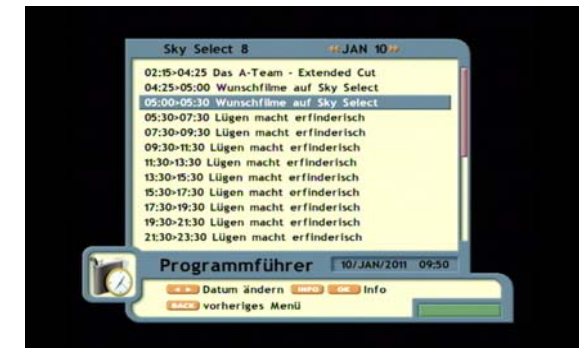 Sky Select 8 «JAN 10»
02:15>04:25 Das A-Team - Extended Cut
04:25>05:00 Wunschfilme auf Sky Select
05:00>05:30 Wunschfilme auf Sky Select
05:30>07:30 Lügen macht erfinderisch
07:30>09:30 Lügen macht erfinderisch
09:30>11:30 Lügen macht erfinderisch
11:30>13:30 Lügen macht erfinderisch
13:30>15:30 Lügen macht erfinderisch
15:30>17:30 Lügen macht erfinderisch
17:30>19:30 Lügen macht erfinderisch
19:30>21:30 Lügen macht erfinderisch
21:30>23:30 Lügen macht erfinderisch
Programmführer 10/JAN/2011 09:50
Datum ändern INFO OK Info
BACK vorheriges Menü